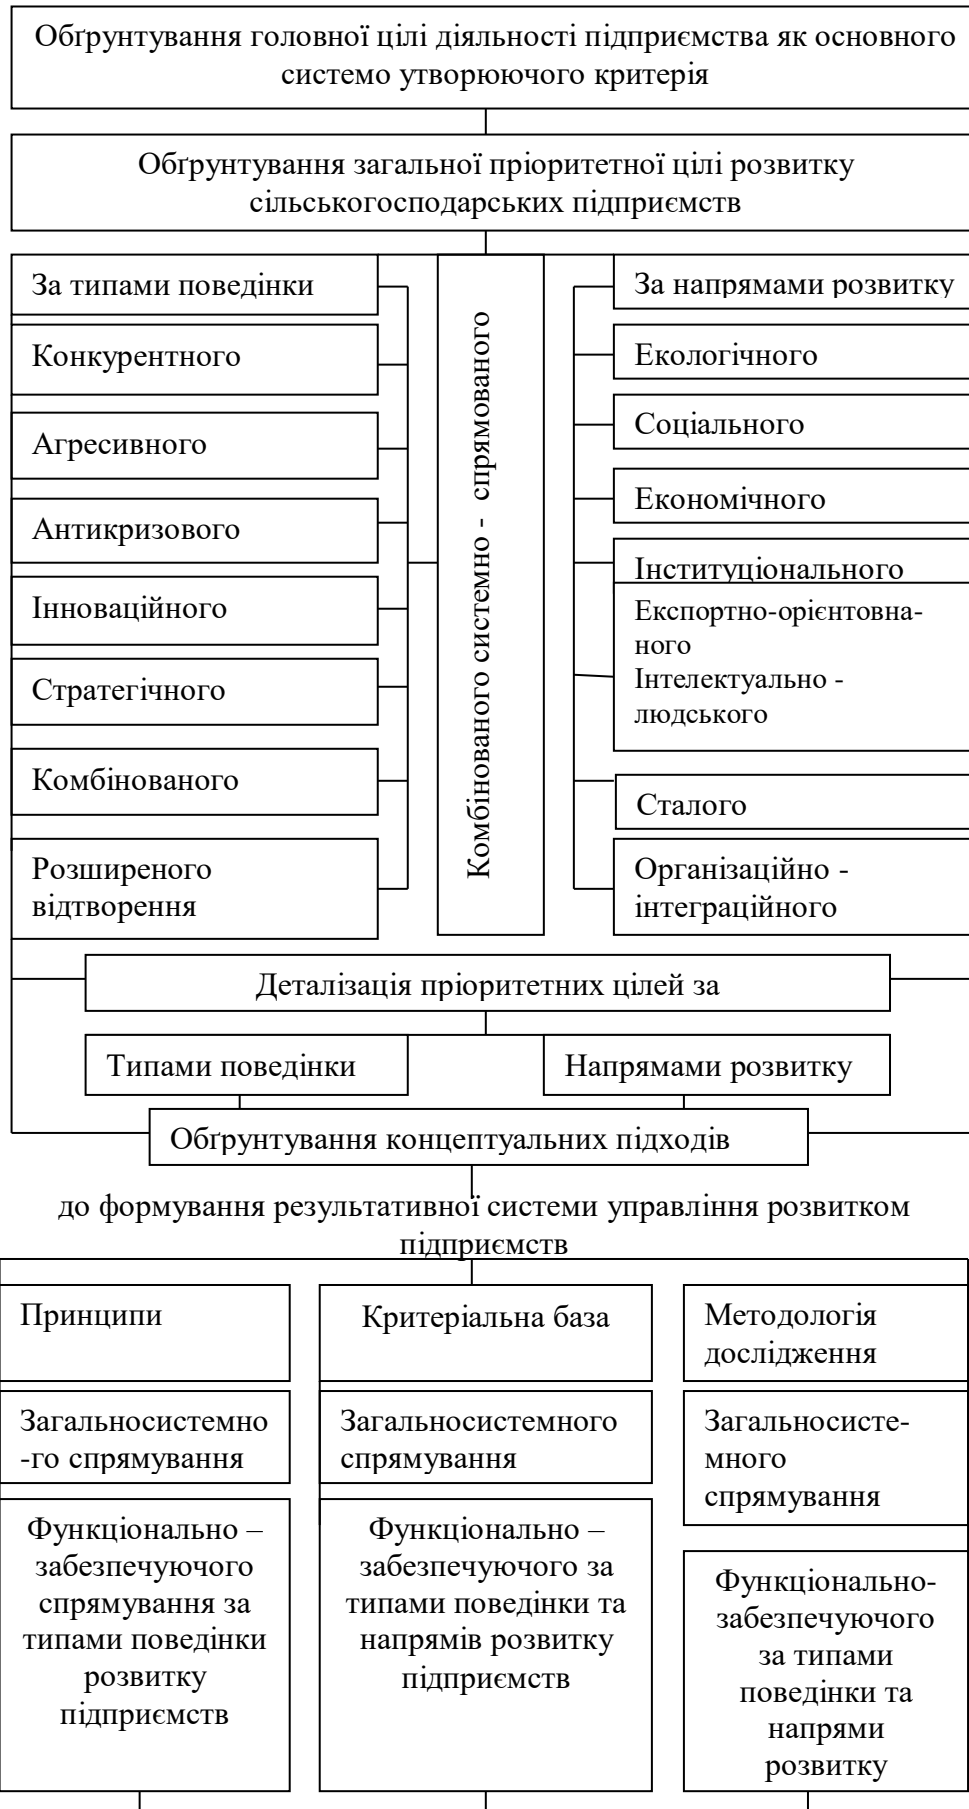 Обґрунтування головної цілі діяльності підприємства як основного
системо утворюючого критерія
Обґрунтування загальної пріоритетної цілі розвитку
сільськогосподарських підприємств
За типами поведінки
Конкурентного
Агресивного
Антикризового
Інноваційного
Стратегічного
Комбінованого
Розширеного
відтворення
Комбінованого системно - спрямованого
За напрямами розвитку
Екологічного
Соціального
Економічного
Інституціонального
Експортно-орієнтовна-
ного
Інтелектуально -
людського
Сталого
Організаційно -
інтеграційного
Деталізація пріоритетних цілей за
Типами поведінки
Напрямами розвитку
Обґрунтування концептуальних підходів
до формування результативної системи управління розвитком
підприємств
Принципи
Загальносистемно
-го спрямування
Функціонально –
забезпечуючого
спрямування за
типами поведінки
розвитку
підприємств
Критеріальна база
Загальносистемного
спрямування
Функціонально –
забезпечуючого за
типами поведінки та
напрямів розвитку
підприємств
Методологія
дослідження
Загальносисте-
много
спрямування
Функціонально-
забезпечуючого
за типами
поведінки та
напрями
розвитку